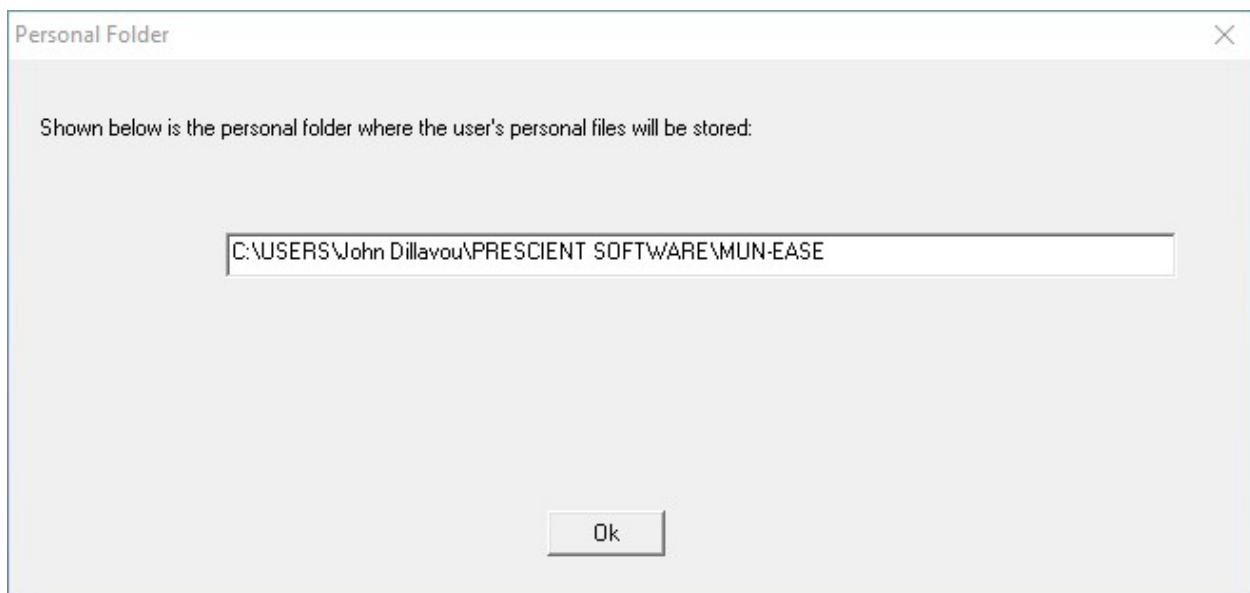 Personal Folder
Shown below is the personal folder where the user's personal files will be stored:
C:\USERS\John Dillavou\PRESCIENT SOFTWARE\MUN-EASE
Ok